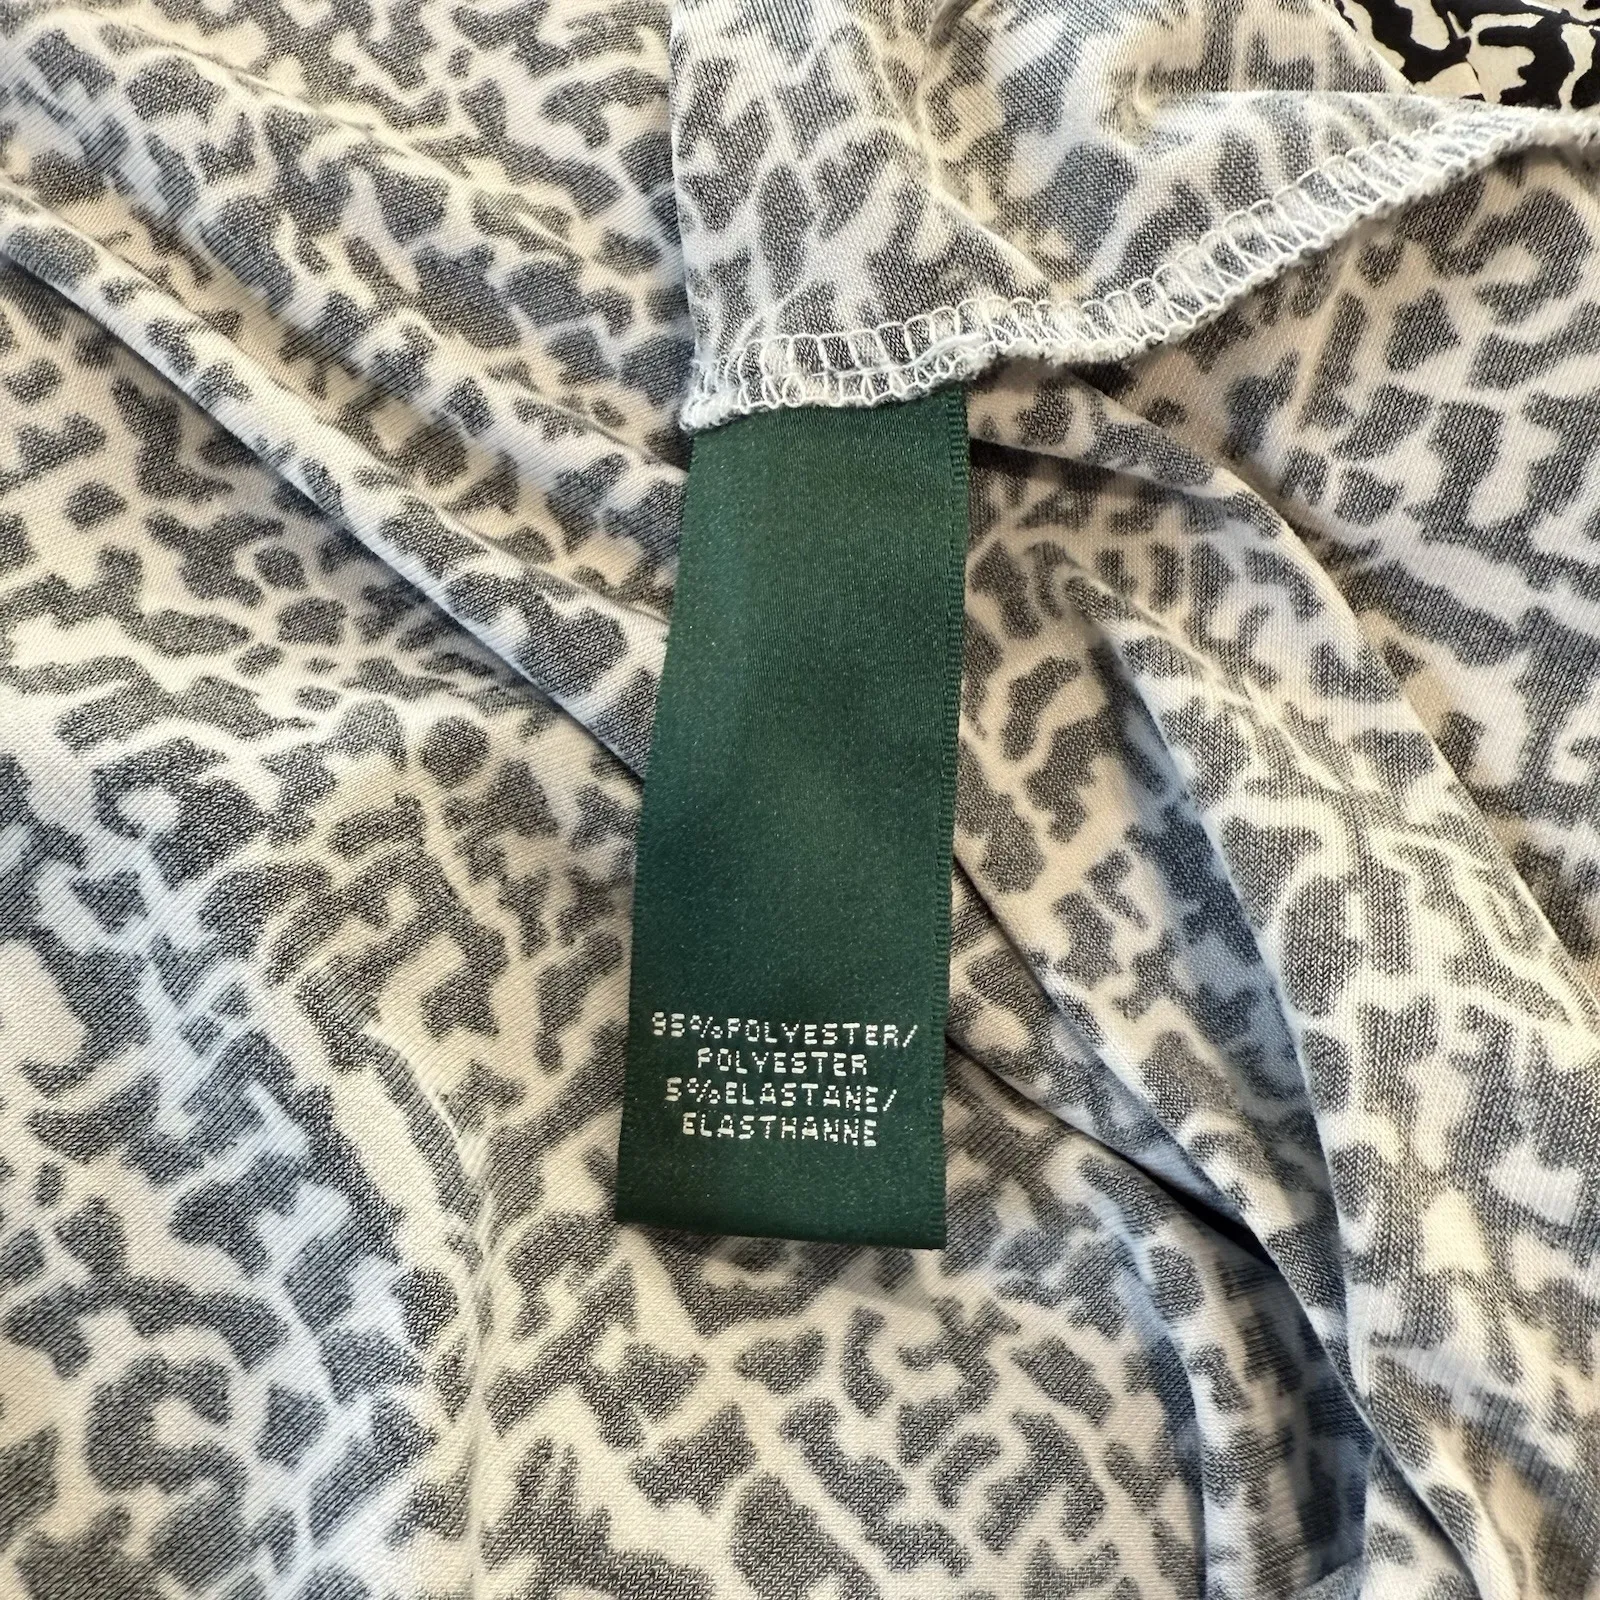 95%POLYESTER/
POLYESTER
5%ELASTANE/
ELASTHANNE